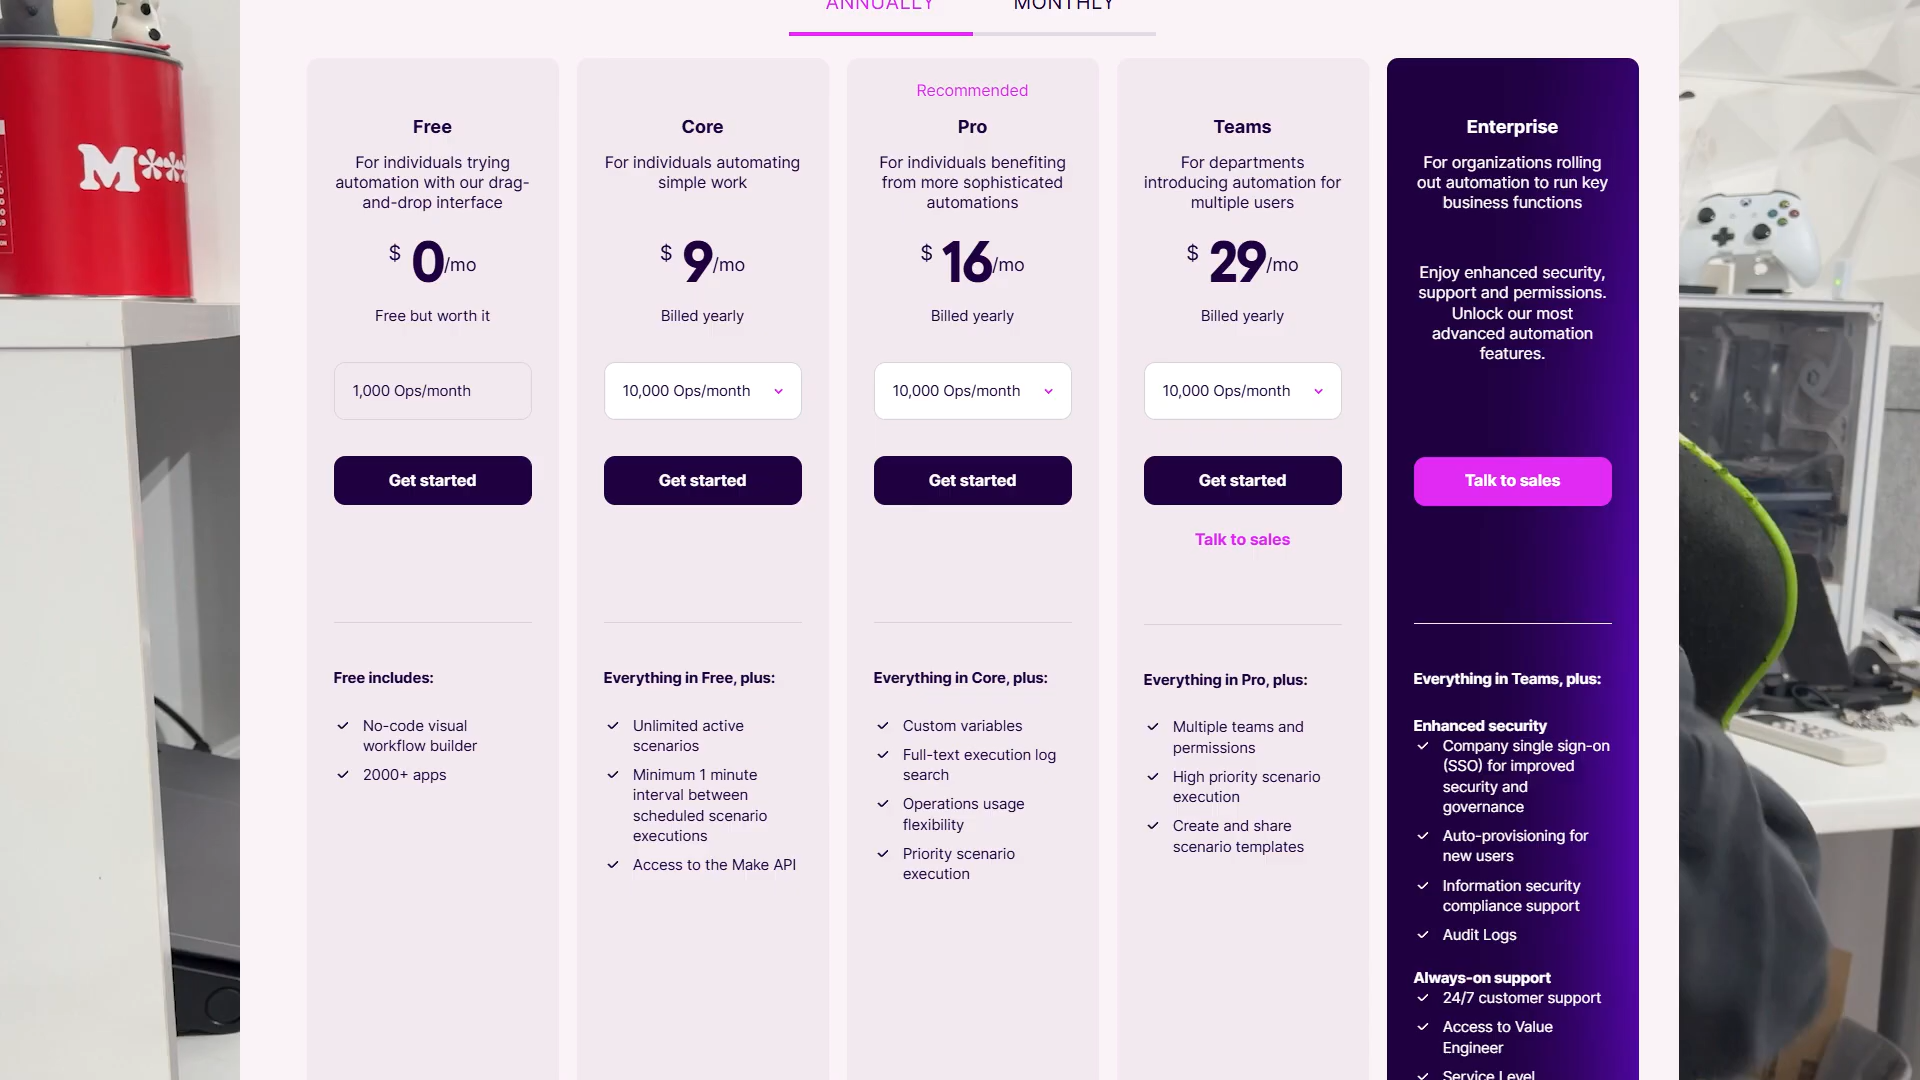 ANNUALLY
MONTHLY
M***
Free
For individuals trying
automation with our drag-
and-drop interface
$ 0/mo
Free but worth it
1,000 Ops/month
Get started
Free includes:
No-code visual
workflow builder
2000+ apps
Core
For individuals automating
simple work
$ 9/mo
Billed yearly
10,000 Ops/month
Get started
Everything in Free, plus:
Unlimited active
scenarios
Minimum 1 minute
interval between
scheduled scenario
executions
Access to the Make API
Recommended
Pro
For individuals benefiting
from more sophisticated
automations
$ 16/mo
Billed yearly
10,000 Ops/month
Get started
Everything in Core, plus:
Custom variables
Full-text execution log
search
Operations usage
flexibility
Priority scenario
execution
Teams
For departments
introducing automation for
multiple users
$ 29/mo
Billed yearly
10,000 Ops/month
Get started
Talk to sales
Everything in Pro, plus:
Multiple teams and
permissions
High priority scenario
execution
Create and share
scenario templates
Enterprise
For organizations rolling
out automation to run key
business functions
Enjoy enhanced security,
support and permissions.
Unlock our most
advanced automation
features.
Talk to sales
Everything in Teams, plus:
Enhanced security
Company single sign-on
(SSO) for improved
security and
governance
Auto-provisioning for
new users
Information security
compliance support
Audit Logs
Always-on support
24/7 customer support
Access to Value
Engineer
Service Level